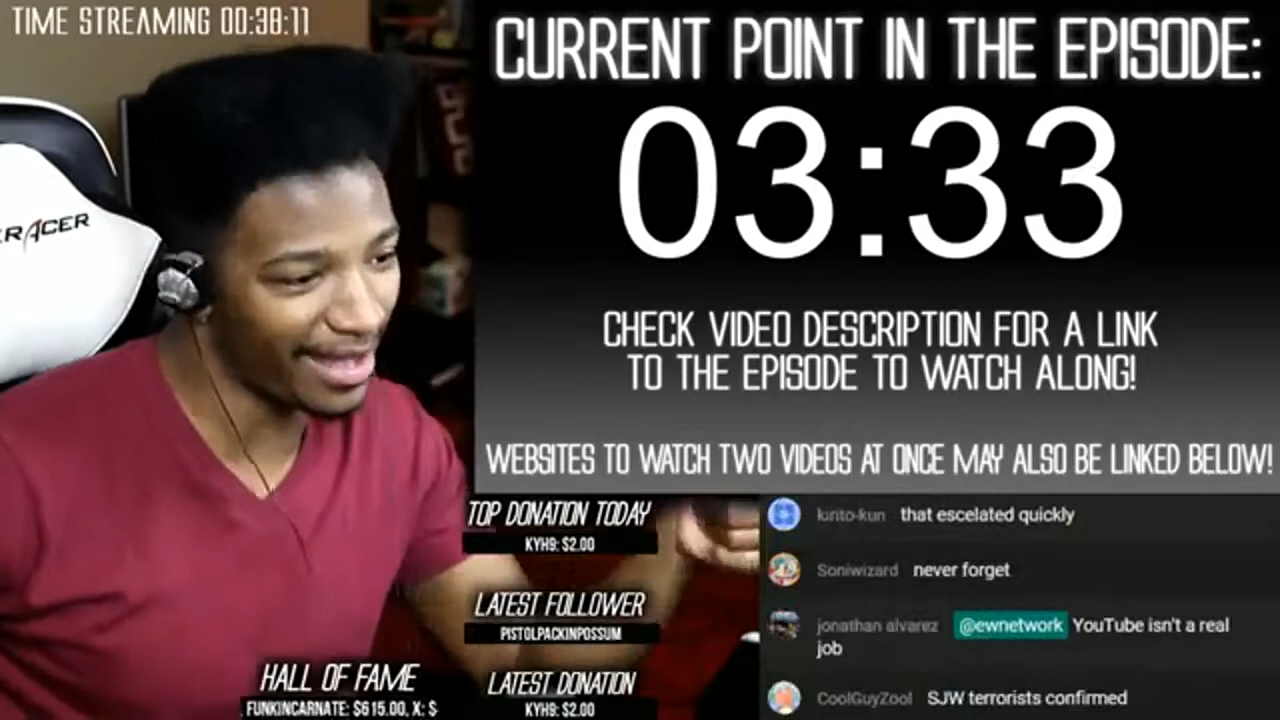 TIME STREAMING 00:38:11
CURRENT POINT IN THE EPISODE:
03:33
CHECK VIDEO DESCRIPTION FOR A LINK
TO THE EPISODE TO WATCH ALONG!
WEBSITES TO WATCH TWO VIDEOS AT ONCE MAY ALSO BE LINKED BELOW!
RACER
TOP DONATION TODAY
KYH9: $2.00
LATEST FOLLOWER
PISTOLPACKINPOSSUM
LATEST DONATION
KYH9: $2.00
HALL OF FAME
FUNKINCARNATE: $615.00, X: $
kirito-kun that escelated quickly
Soniwizard never forget
jonathan alvarez @ewnetwork YouTube isn't a real
job
CoolGuyZool SJW terrorists confirmed